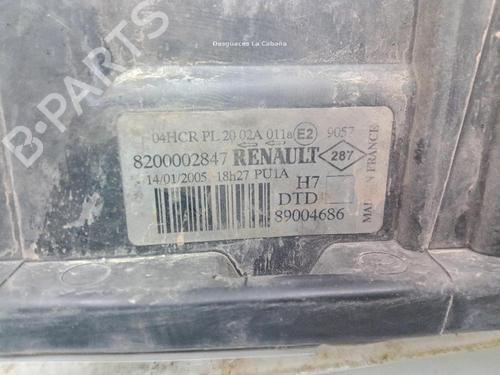 Desguaces La Cabaña
B-PARTS
04HCR PL 20 02A 011a E2 9057
8200002847 RENAULT 287
14/01/2005 18h27 PU1A
H7
DTD
89004686
MADE IN FRANCE